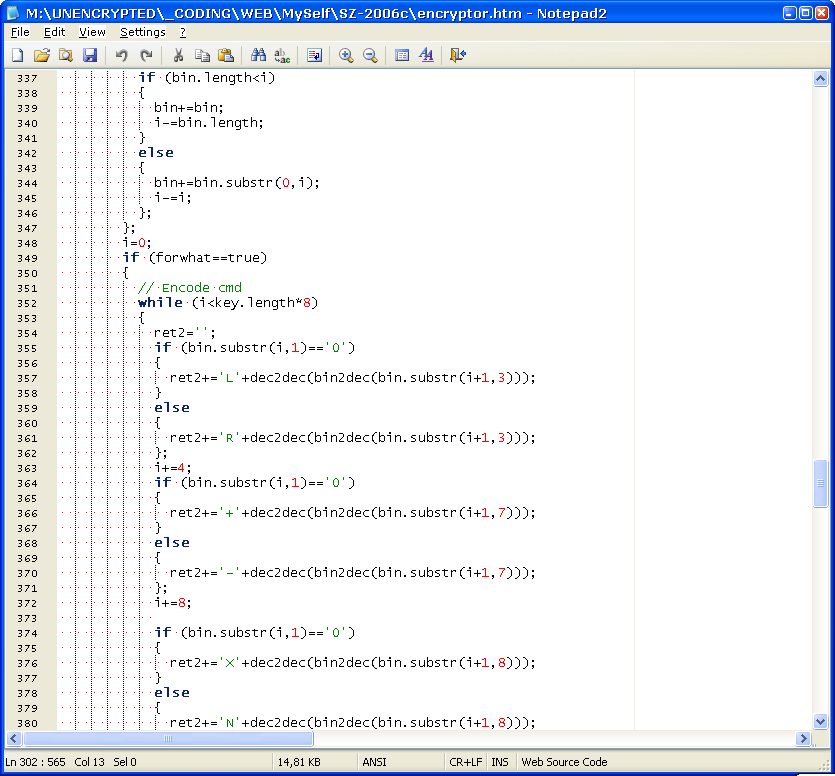 M:\UNENCRYPTED\_CODING\WEB\MySelf\SZ-2006c\encryptor.htm - Notepad2
File Edit View Settings ?
337 if (bin.length<i)
338 {
339 bin+=bin;
340 i-=bin.length;
341 }
342 else
343 {
344 bin+=bin.substr(0,i);
345 i-=i;
346 };
347 };
348 i=0;
349 if (forwhat==true)
350 {
351 // Encode cmd
352 while (i<key.length*8)
353 {
354 ret2='';
355 if (bin.substr(i,1)=='0')
356 {
357 ret2+='L'+dec2dec(bin2dec(bin.substr(i+1,3)));
358 }
359 else
360 {
361 ret2+='R'+dec2dec(bin2dec(bin.substr(i+1,3)));
362 };
363 i+=4;
364 if (bin.substr(i,1)=='0')
365 {
366 ret2+='+'+dec2dec(bin2dec(bin.substr(i+1,7)));
367 }
368 else
369 {
370 ret2+='-'+dec2dec(bin2dec(bin.substr(i+1,7)));
371 };
372 i+=8;
373
374 if (bin.substr(i,1)=='0')
375 {
376 ret2+='X'+dec2dec(bin2dec(bin.substr(i+1,8)));
377 }
378 else
379 {
380 ret2+='N'+dec2dec(bin2dec(bin.substr(i+1,8)));
Ln 302 : 565 Col 13 Sel 0 14,81 KB ANSI CR+LF INS Web Source Code